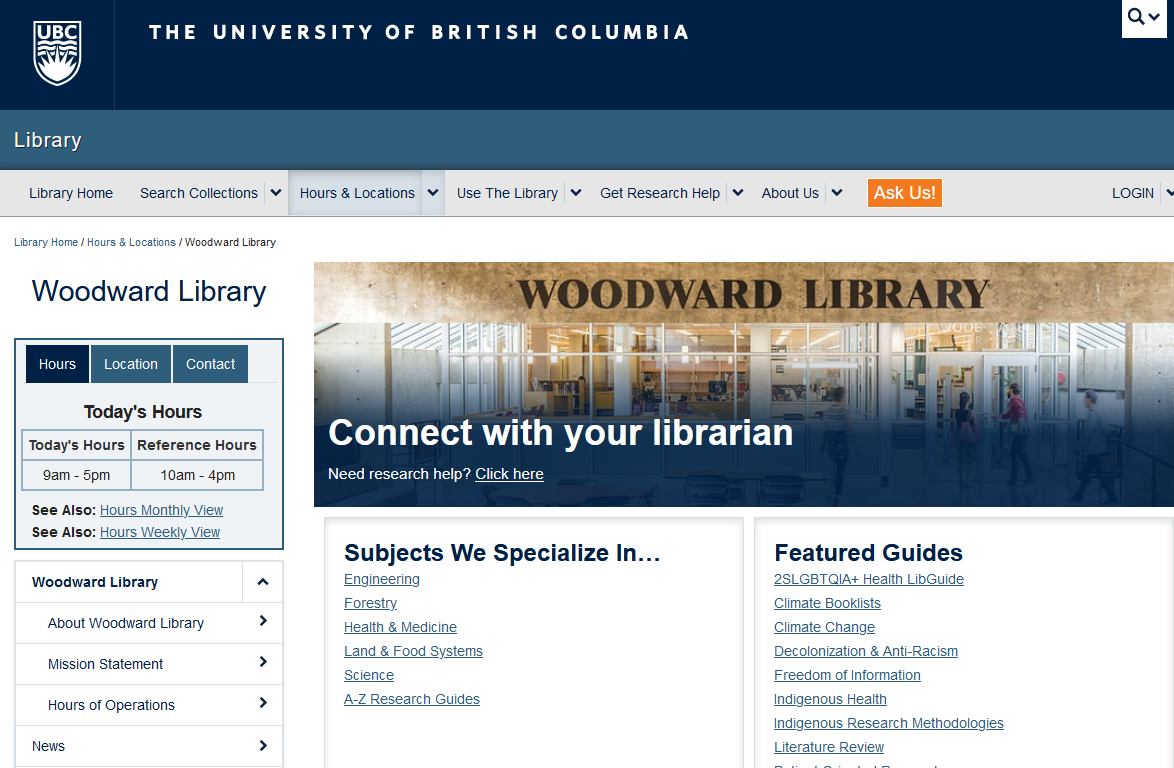 UBC
THE UNIVERSITY OF BRITISH COLUMBIA
Library
Library Home Search Collections Hours & Locations Use The Library Get Research Help About Us Ask Us! LOGIN
Library Home / Hours & Locations / Woodward Library
Woodward Library
Hours Location Contact
Today's Hours
Today's Hours Reference Hours
9am - 5pm 10am - 4pm
See Also: Hours Monthly View
See Also: Hours Weekly View
Woodward Library
About Woodward Library
Mission Statement
Hours of Operations
News
WOODWARD LIBRARY
Connect with your librarian
Need research help? Click here
Subjects We Specialize In…
Engineering
Forestry
Health & Medicine
Land & Food Systems
Science
A-Z Research Guides
Featured Guides
2SLGBTQIA+ Health LibGuide
Climate Booklists
Climate Change
Decolonization & Anti-Racism
Freedom of Information
Indigenous Health
Indigenous Research Methodologies
Literature Review